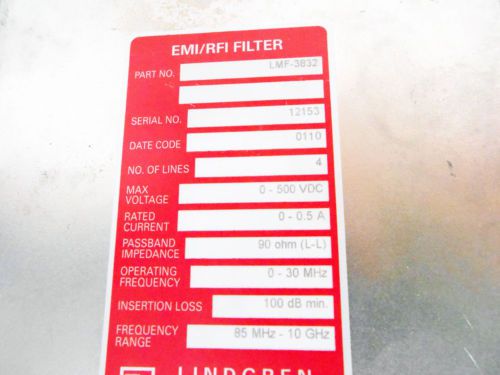 EMI/RFI FILTER
PART NO. LMF-3832
SERIAL NO. 12153
DATE CODE 0110
NO. OF LINES 4
MAX VOLTAGE 0 - 500 VDC
RATED CURRENT 0 - 0.5 A
PASSBAND IMPEDANCE 90 ohm (L-L)
OPERATING FREQUENCY 0 - 30 MHz
INSERTION LOSS 100 dB min.
FREQUENCY RANGE 85 MHz - 10 GHz
LINDGREN